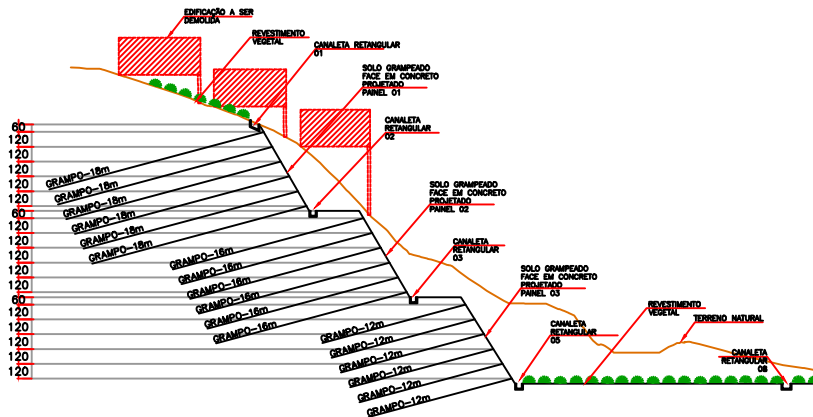 EDIFICAÇÃO A SER
DEMOLIDA
REVESTIMENTO
VEGETAL
CANALETA RETANGULAR
01
SOLO GRAMPEADO
FACE EM CONCRETO
PROJETADO
PAINEL 01
CANALETA
RETANGULAR
02
SOLO GRAMPEADO
FACE EM CONCRETO
PROJETADO
PAINEL 02
CANALETA
RETANGULAR
03
SOLO GRAMPEADO
FACE EM CONCRETO
PROJETADO
PAINEL 03
CANALETA
RETANGULAR
05
REVESTIMENTO
VEGETAL
TERRENO NATURAL
CANALETA
RETANGULAR
08
60
120
120
120
120
120
60
120
120
120
120
120
60
120
120
120
120
120
GRAMPO-18m
GRAMPO-18m
GRAMPO-18m
GRAMPO-18m
GRAMPO-18m
GRAMPO-18m
GRAMPO-16m
GRAMPO-16m
GRAMPO-16m
GRAMPO-16m
GRAMPO-16m
GRAMPO-16m
GRAMPO-12m
GRAMPO-12m
GRAMPO-12m
GRAMPO-12m
GRAMPO-12m
GRAMPO-12m